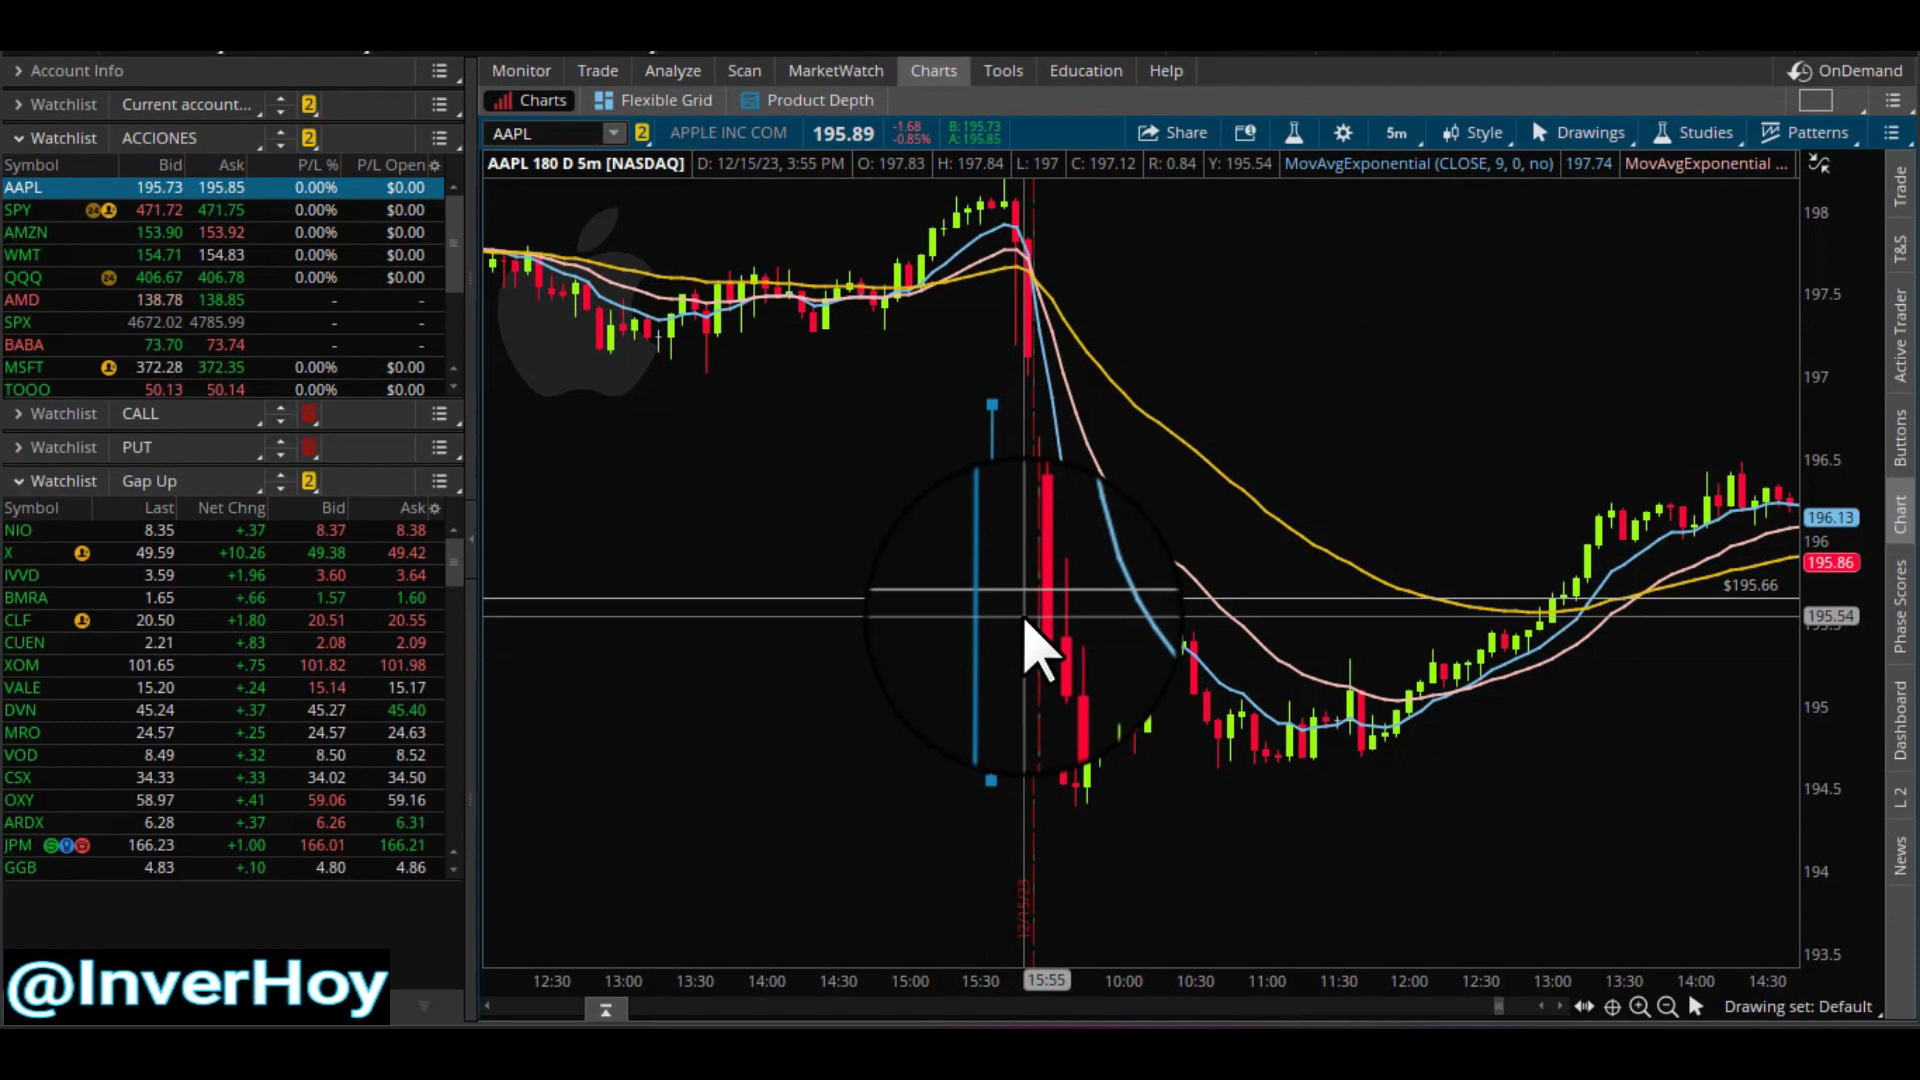 Account Info
Monitor Trade Analyze Scan MarketWatch Charts Tools Education Help OnDemand
Watchlist Current account... 2
Charts Flexible Grid Product Depth
Watchlist ACCIONES 2
AAPL 2 APPLE INC COM 195.89 -1.68 -0.85% B: 195.73 A: 195.85 Share 5m Style Drawings Studies Patterns
Symbol Bid Ask P/L % P/L Open
AAPL 180 D 5m [NASDAQ] D: 12/15/23, 3:55 PM O: 197.83 H: 197.84 L: 197 C: 197.12 R: 0.84 Y: 195.54 MovAvgExponential (CLOSE, 9, 0, no) 197.74 MovAvgExponential ...
AAPL 195.73 195.85 0.00% $0.00
SPY 24 471.72 471.75 0.00% $0.00
AMZN 153.90 153.92 0.00% $0.00
WMT 154.71 154.83 0.00% $0.00
QQQ 24 406.67 406.78 0.00% $0.00
AMD 138.78 138.85 - -
SPX 4672.02 4785.99 - -
BABA 73.70 73.74 - -
MSFT 372.28 372.35 0.00% $0.00
TQQQ 50.13 50.14 0.00% $0.00
Watchlist CALL
Watchlist PUT
Watchlist Gap Up 2
Symbol Last Net Chng Bid Ask
NIO 8.35 +.37 8.37 8.38
X 49.59 +10.26 49.38 49.42
IVVD 3.59 +1.96 3.60 3.64
BMRA 1.65 +.66 1.57 1.60
CLF 20.50 +1.80 20.51 20.55
CUEN 2.21 +.83 2.08 2.09
XOM 101.65 +.75 101.82 101.98
VALE 15.20 +.24 15.14 15.17
DVN 45.24 +.37 45.27 45.40
MRO 24.57 +.25 24.57 24.63
VOD 8.49 +.32 8.50 8.52
CSX 34.33 +.33 34.02 34.50
OXY 58.97 +.41 59.06 59.16
ARDX 6.28 +.37 6.26 6.31
JPM 166.23 +1.00 166.01 166.21
GGB 4.83 +.10 4.80 4.86
@InverHoy
198
197.5
197
196.5
196.13
196
195.86
$195.66
195.54
195
194.5
194
193.5
12/15/23
12:30 13:00 13:30 14:00 14:30 15:00 15:30 15:55 10:00 10:30 11:00 11:30 12:00 12:30 13:00 13:30 14:00 14:30
Drawing set: Default
Trade
T&S
Active Trader
Buttons
Chart
Phase Scores
Dashboard
L 2
News